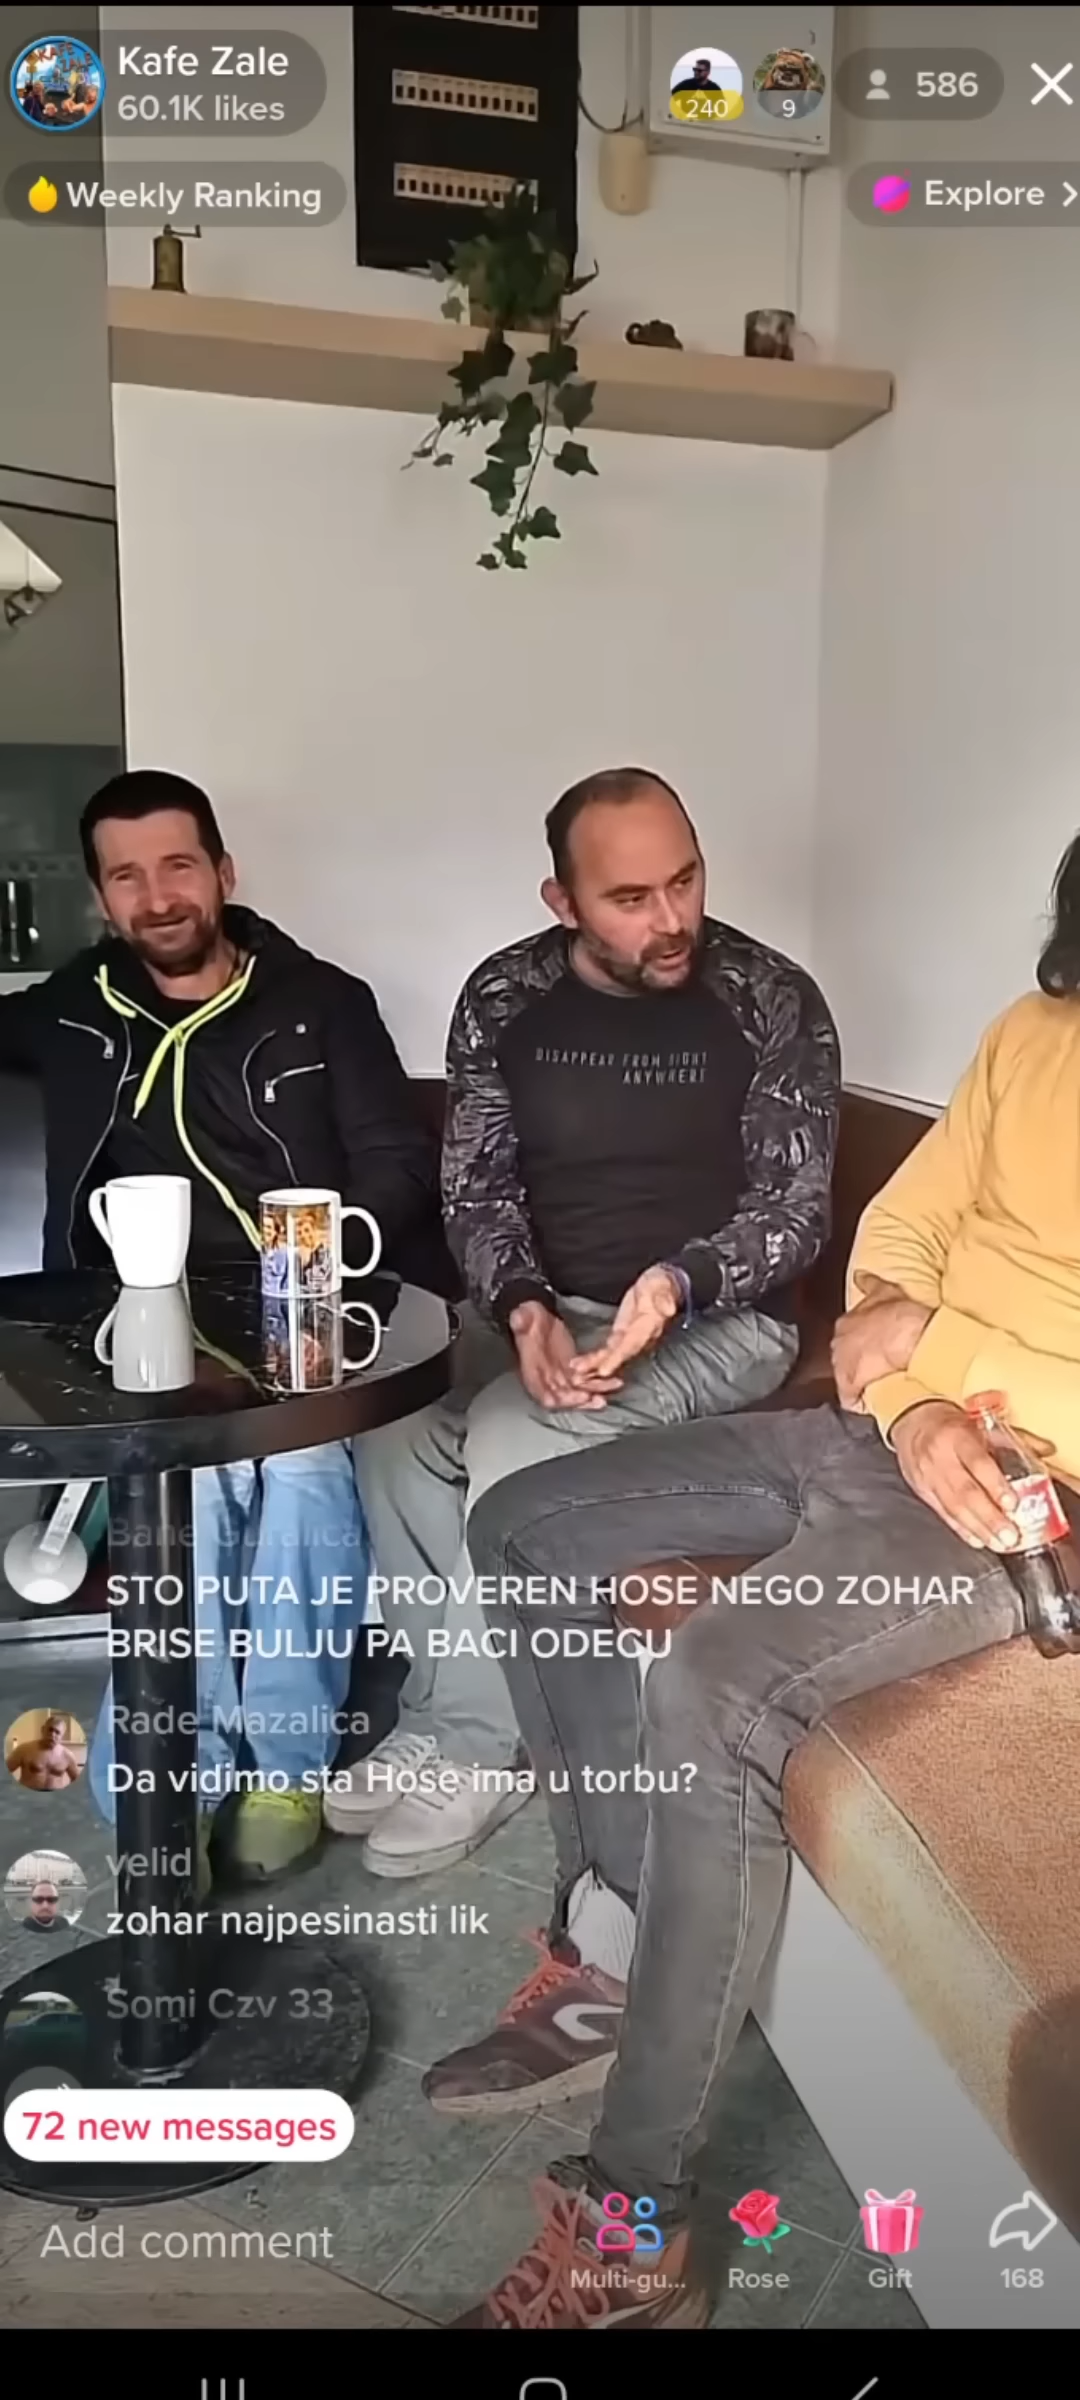 Kafe Zale
60.1K likes
240
9
586
Weekly Ranking
Explore
DISAPPEAR FROM SIGHT
ANYWHERE
Bane Guralica
STO PUTA JE PROVEREN HOSE NEGO ZOHAR
BRISE BULJU PA BACI ODEGU
Rade Mazalica
Da vidimo sta Hose ima u torbu?
velid
zohar najpesinasti lik
Somi Czv 33
72 new messages
Add comment
Multi-gu...
Rose
Gift
168